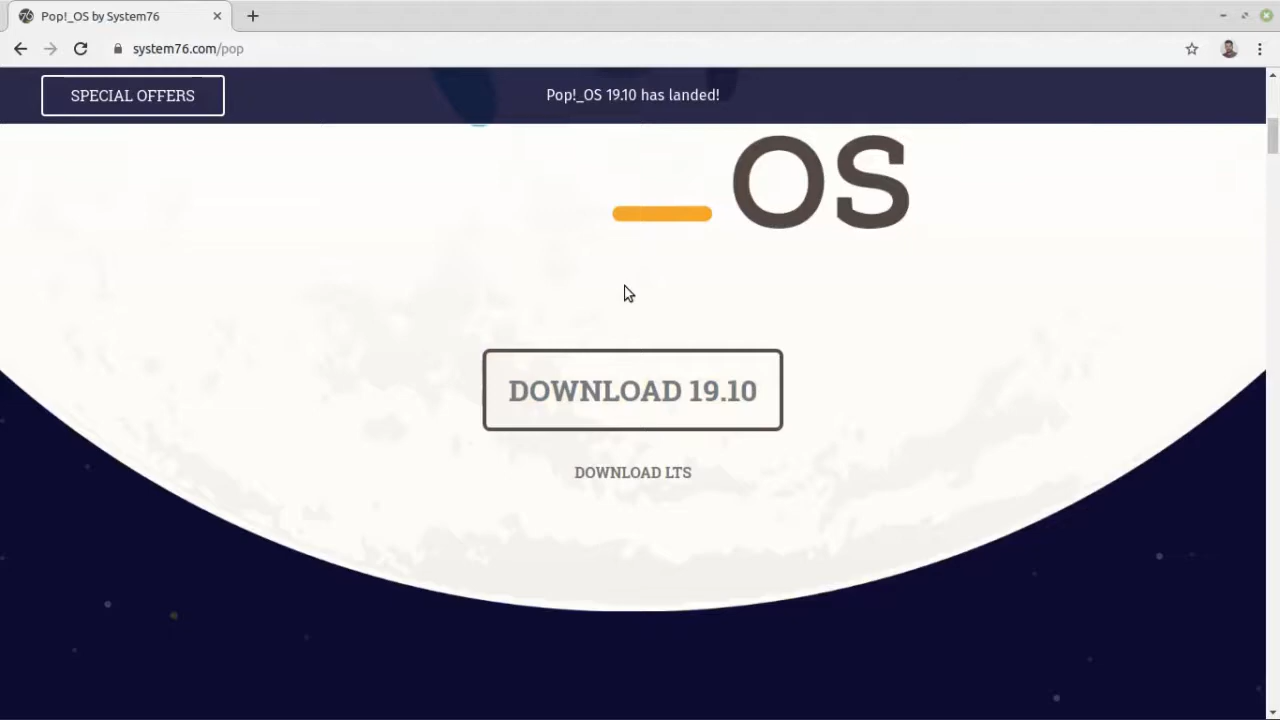 Pop!_OS by System76
system76.com/pop
SPECIAL OFFERS
Pop!_OS 19.10 has landed!
_OS
DOWNLOAD 19.10
DOWNLOAD LTS